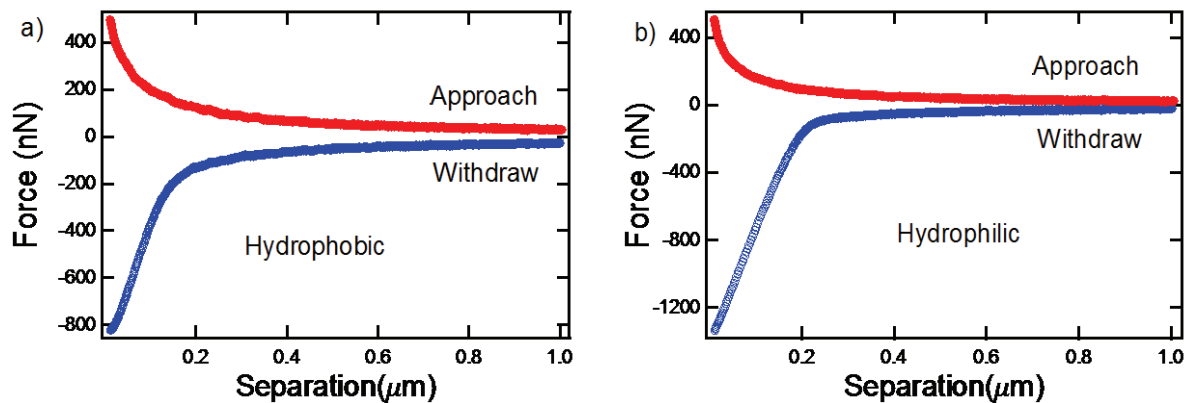 a)
400
200
0
-200
-400
-600
-800
Force (nN)
Approach
Withdraw
Hydrophobic
0.2 0.4 0.6 0.8 1.0
Separation(μm)
b)
400
0
-400
-800
-1200
Force (nN)
Approach
Withdraw
Hydrophilic
0.2 0.4 0.6 0.8 1.0
Separation(μm)